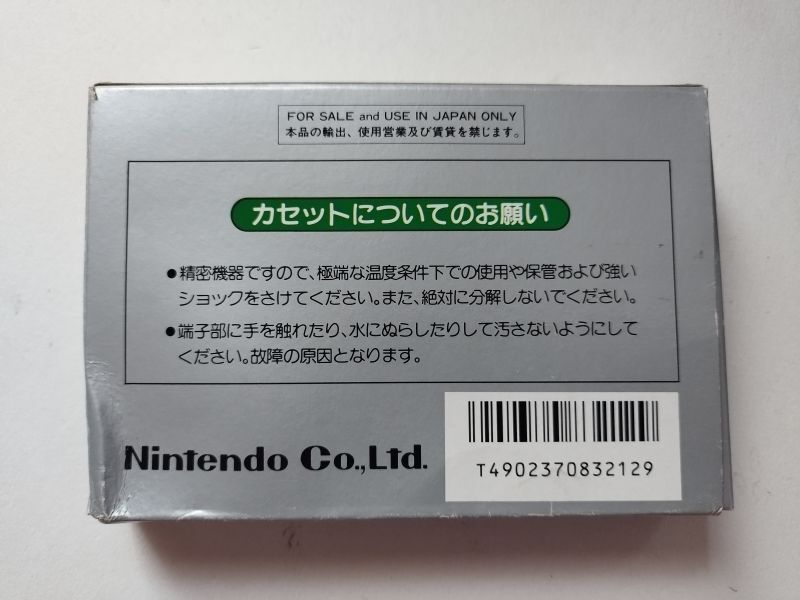 FOR SALE and USE IN JAPAN ONLY
本品の輸出、使用営業及び賃貸を禁じます。
カセットについてのお願い
●精密機器ですので、極端な温度条件下での使用や保管および強い
ショックをさけてください。また、絶対に分解しないでください。
●端子部に手を触れたり、水にぬらしたりして汚さないようにして
ください。故障の原因となります。
Nintendo Co.,Ltd.
T4902370832129